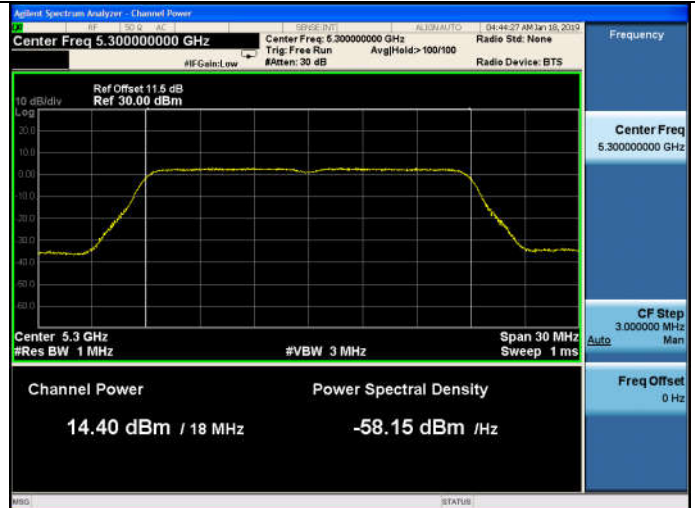 Agilent Spectrum Analyzer - Channel Power
RF 50 Ω AC SENSE:INT ALIGN AUTO 04:44:27 AM Jan 18, 2019
Center Freq 5.300000000 GHz
Center Freq: 5.300000000 GHz
Radio Std: None
Trig: Free Run Avg|Hold:> 100/100
#IFGain:Low
#Atten: 30 dB
Radio Device: BTS
Ref Offset 11.5 dB
10 dB/div Ref 30.00 dBm
Log
20.0
10.0
0.00
-10.0
-20.0
-30.0
-40.0
-50.0
-60.0
Center 5.3 GHz
Span 30 MHz
#Res BW 1 MHz
#VBW 3 MHz
Sweep 1 ms
Channel Power
Power Spectral Density
14.40 dBm / 18 MHz
-58.15 dBm /Hz
MSG
STATUS
Frequency
Center Freq
5.300000000 GHz
CF Step
3.000000 MHz
Auto Man
Freq Offset
0 Hz